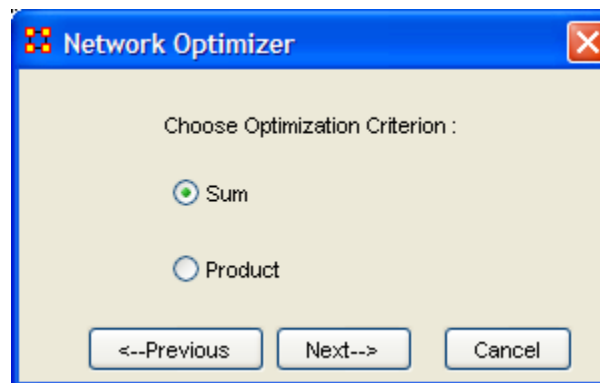 Network Optimizer
Choose Optimization Criterion :
Sum
Product
<--Previous Next--> Cancel